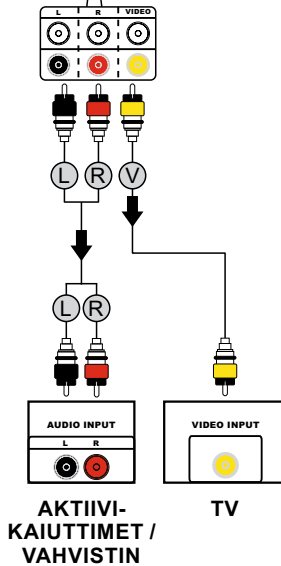 L R VIDEO
L R V
L R
AUDIO INPUT
L R
VIDEO INPUT
AKTIIVI-
KAIUTTIMET /
VAHVISTIN
TV